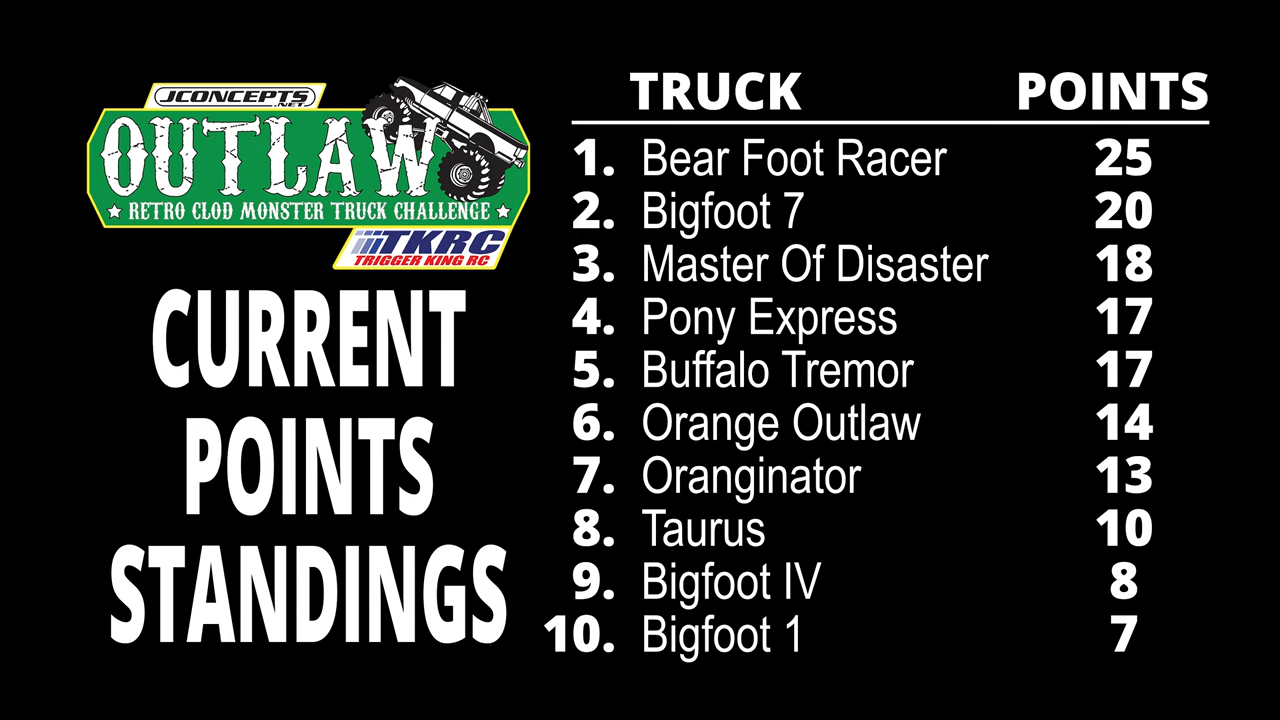 JCONCEPTS
.NET
OUTLAW
RETRO CLOD MONSTER TRUCK CHALLENGE
TKRC
TRIGGER KING RC
CURRENT
POINTS
STANDINGS
TRUCK POINTS
1. Bear Foot Racer 25
2. Bigfoot 7 20
3. Master Of Disaster 18
4. Pony Express 17
5. Buffalo Tremor 17
6. Orange Outlaw 14
7. Oranginator 13
8. Taurus 10
9. Bigfoot IV 8
10. Bigfoot 1 7